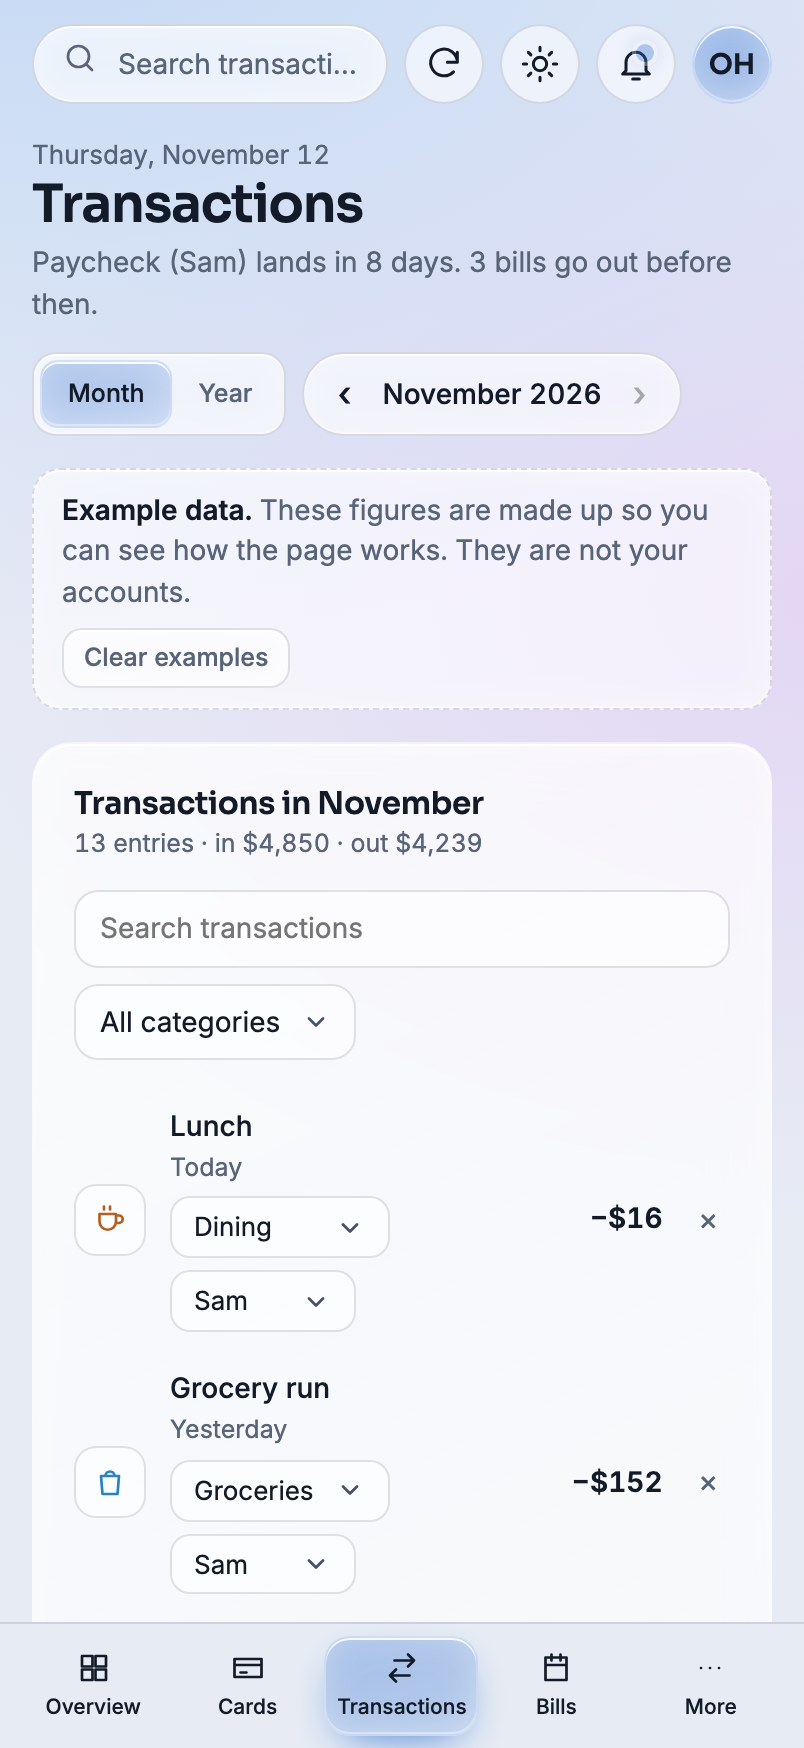 Search transacti...
OH
Thursday, November 12
Transactions
Paycheck (Sam) lands in 8 days. 3 bills go out before
then.
Month
Year
‹ November 2026 ›
Example data. These figures are made up so you
can see how the page works. They are not your
accounts.
Clear examples
Transactions in November
13 entries · in $4,850 · out $4,239
Search transactions
All categories
Lunch
Today
Dining
−$16 ×
Sam
Grocery run
Yesterday
Groceries
−$152 ×
Sam
Overview
Cards
Transactions
Bills
More